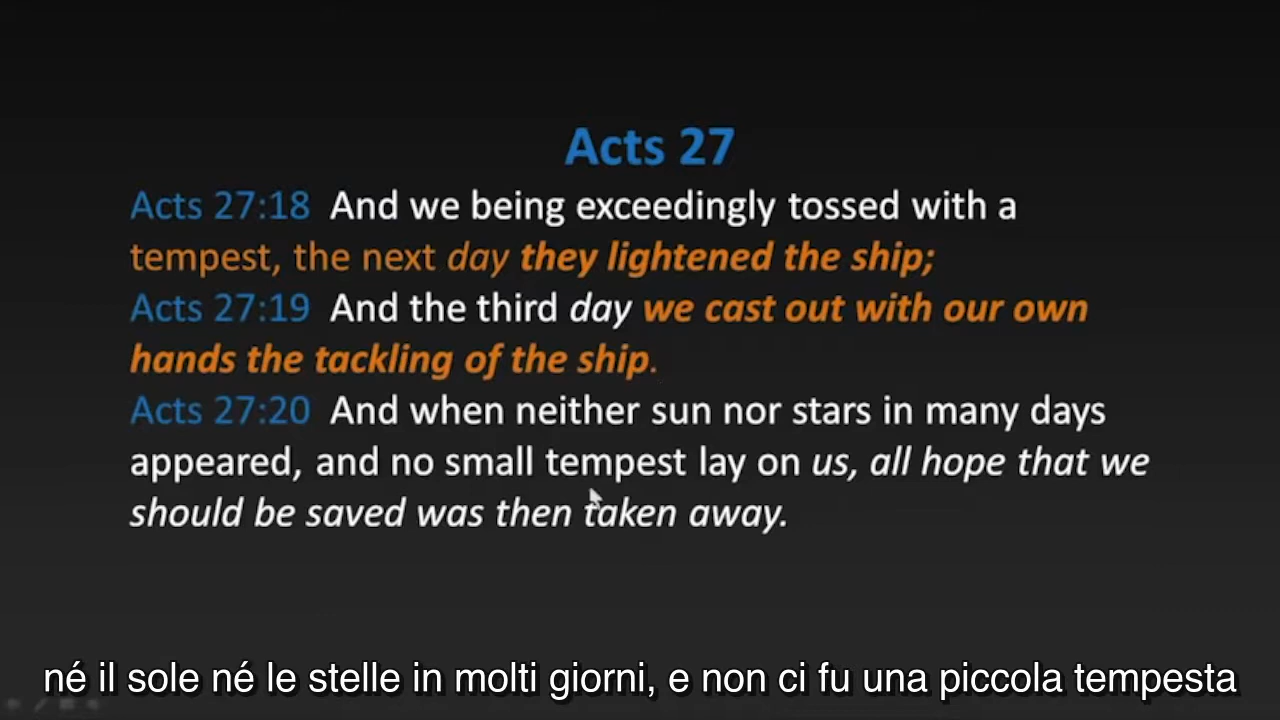 Acts 27
Acts 27:18 And we being exceedingly tossed with a
tempest, the next day they lightened the ship;
Acts 27:19 And the third day we cast out with our own
hands the tackling of the ship.
Acts 27:20 And when neither sun nor stars in many days
appeared, and no small tempest lay on us, all hope that we
should be saved was then taken away.
né il sole né le stelle in molti giorni, e non ci fu una piccola tempesta